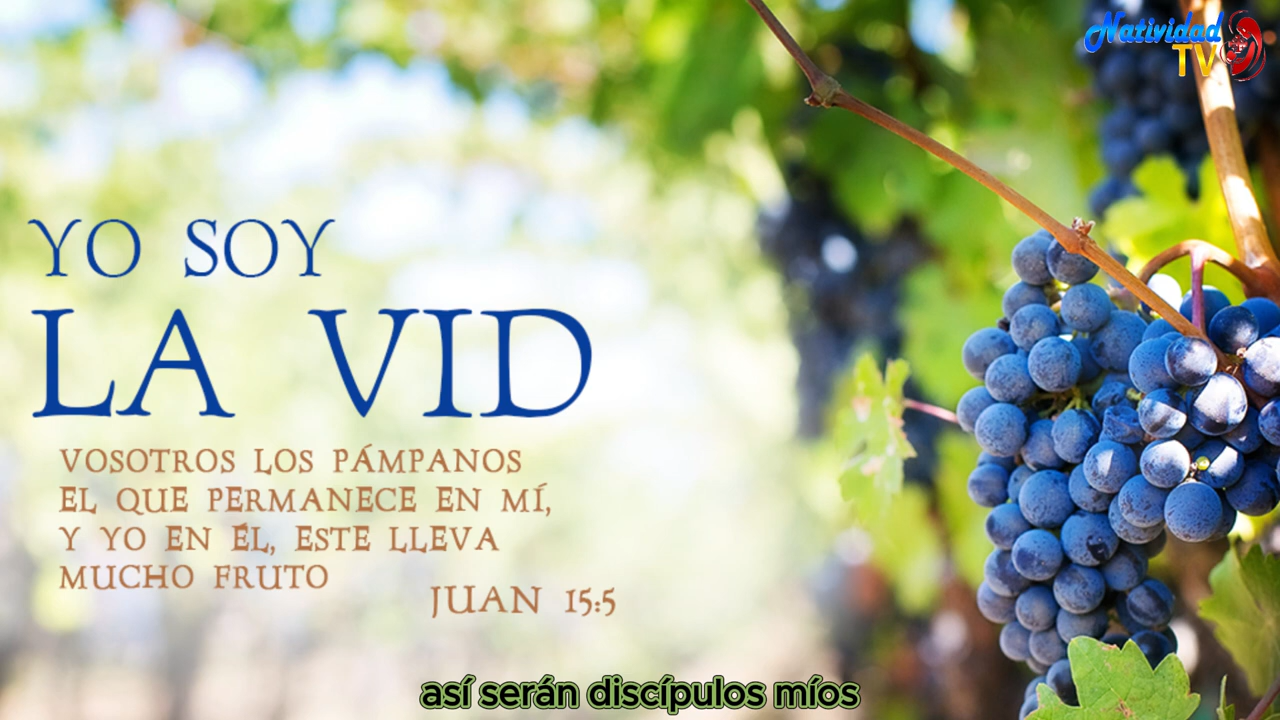 Natividad
TV
YO SOY
LA VID
VOSOTROS LOS PÁMPANOS
EL QUE PERMANECE EN MÍ,
Y YO EN ÉL, ESTE LLEVA
MUCHO FRUTO
JUAN 15:5
así serán discípulos míos